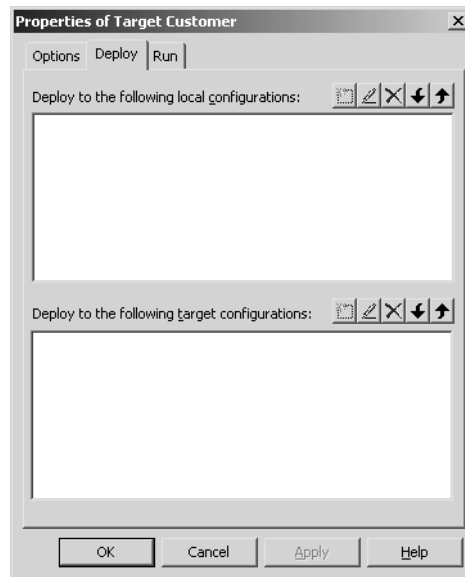 Properties of Target Customer
Options Deploy Run
Deploy to the following local configurations:
Deploy to the following target configurations:
OK Cancel Apply Help